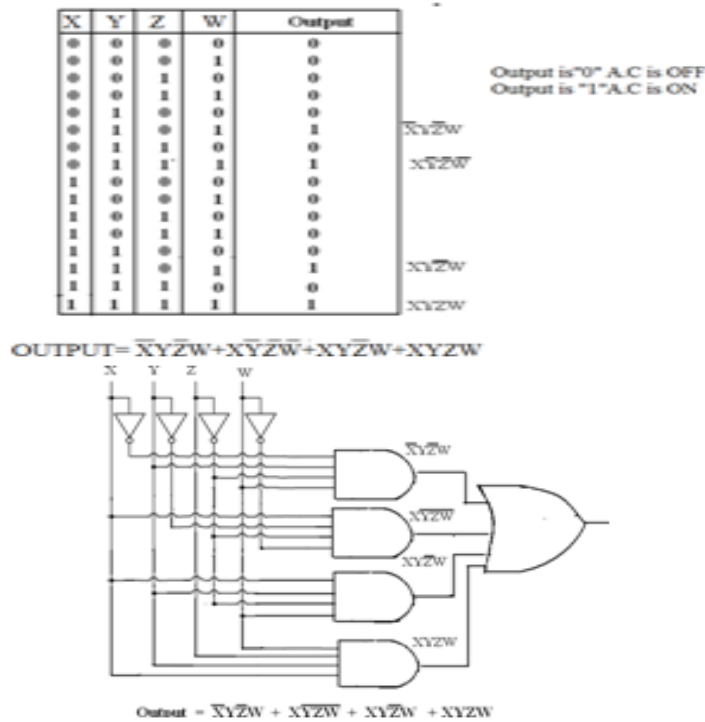 X Y Z W Output
0 0 0 0 0
0 0 0 1 0
0 0 1 0 0
0 0 1 1 0
0 1 0 0 0
0 1 0 1 1 X̅YZ̅W
0 1 1 0 0
0 1 1 1 1 XY̅Z̅W̅
1 0 0 0 0
1 0 0 1 0
1 0 1 0 0
1 0 1 1 0
1 1 0 0 0
1 1 0 1 1 XYZ̅W
1 1 1 0 0
1 1 1 1 1 XYZW
Output is"0" A.C is OFF
Output is "1"A.C is ON
OUTPUT= X̅YZ̅W+XY̅Z̅W̅+XYZ̅W+XYZW
X Y Z W
X̅YZ̅W
XY̅Z̅W̅
XYZ̅W
XYZW
Output = X̅YZ̅W + XY̅Z̅W̅ + XYZ̅W + XYZW